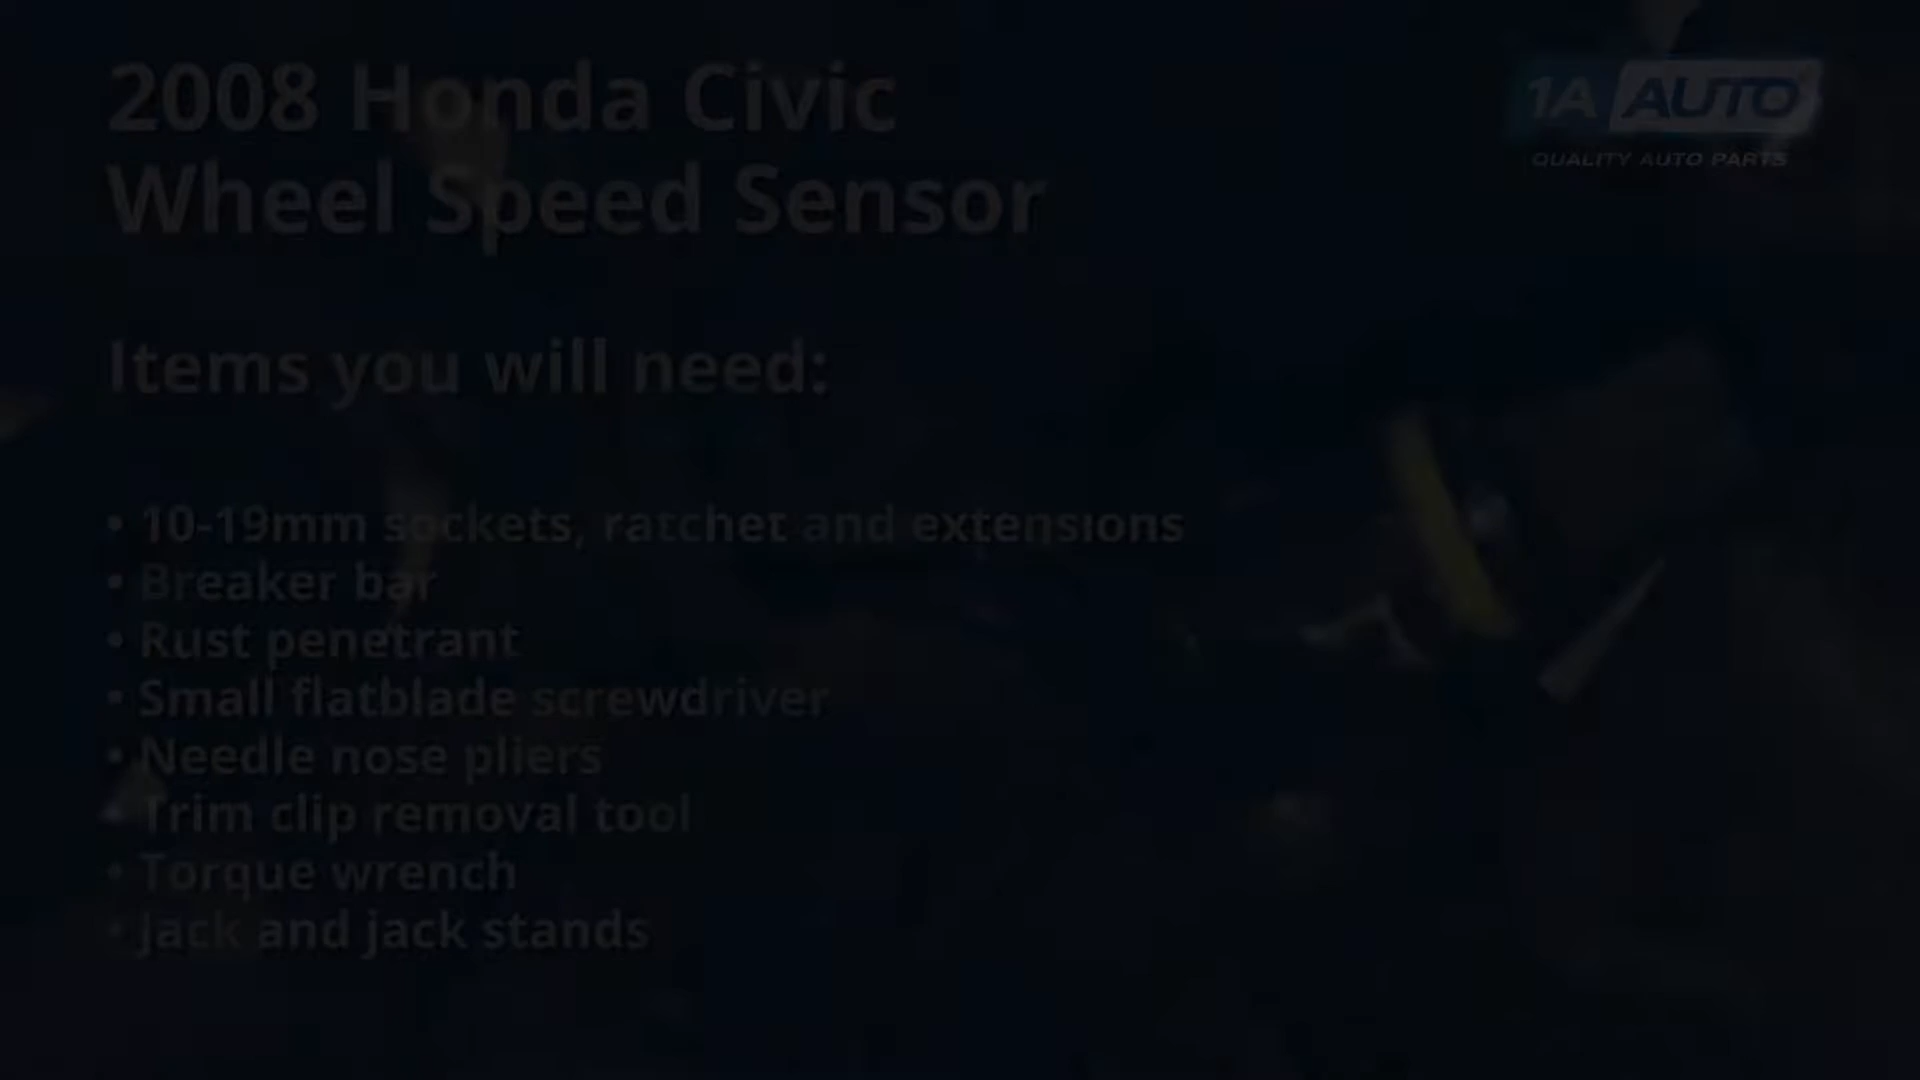 2008 Honda Civic
Wheel Speed Sensor
1A AUTO
QUALITY AUTO PARTS
Items you will need:
• 10-19mm sockets, ratchet and extensions
• Breaker bar
• Rust penetrant
• Small flatblade screwdriver
• Needle nose pliers
• Trim clip removal tool
• Torque wrench
• Jack and jack stands